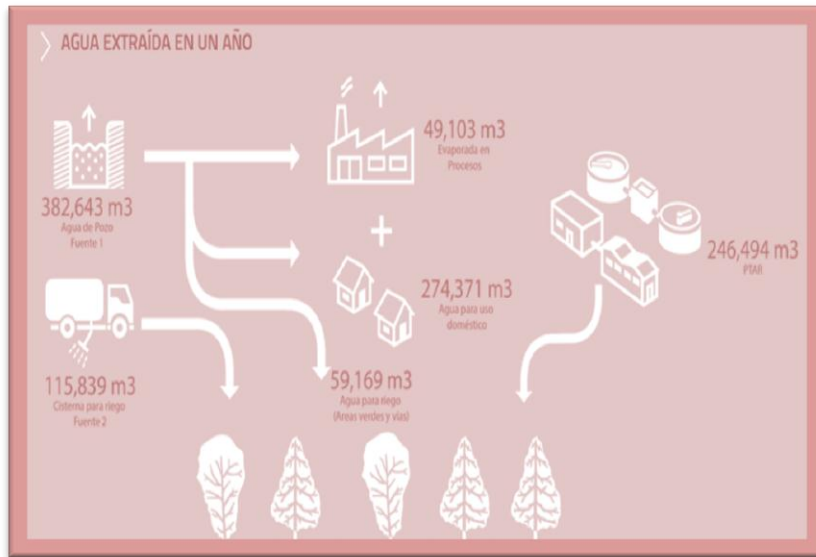 AGUA EXTRAÍDA EN UN AÑO
382,643 m3
Agua de Pozo
Fuente 1
49,103 m3
Evaporada en
Procesos
274,371 m3
Agua para uso
doméstico
246,494 m3
PTAR
115,839 m3
Cisterna para riego
Fuente 2
59,169 m3
Agua para riego
(Areas verdes y vías)